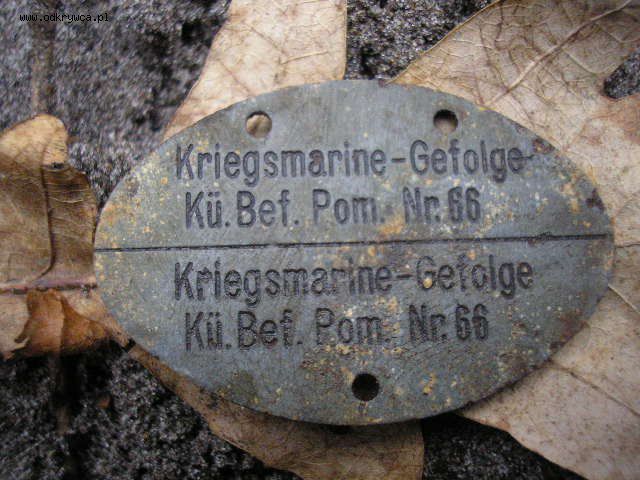 www.odkrywca.pl
Kriegsmarine-Gefolge-
Kü.Bef. Pom. Nr.66
Kriegsmarine-Gefolge
Kü.Bef. Pom. Nr.66